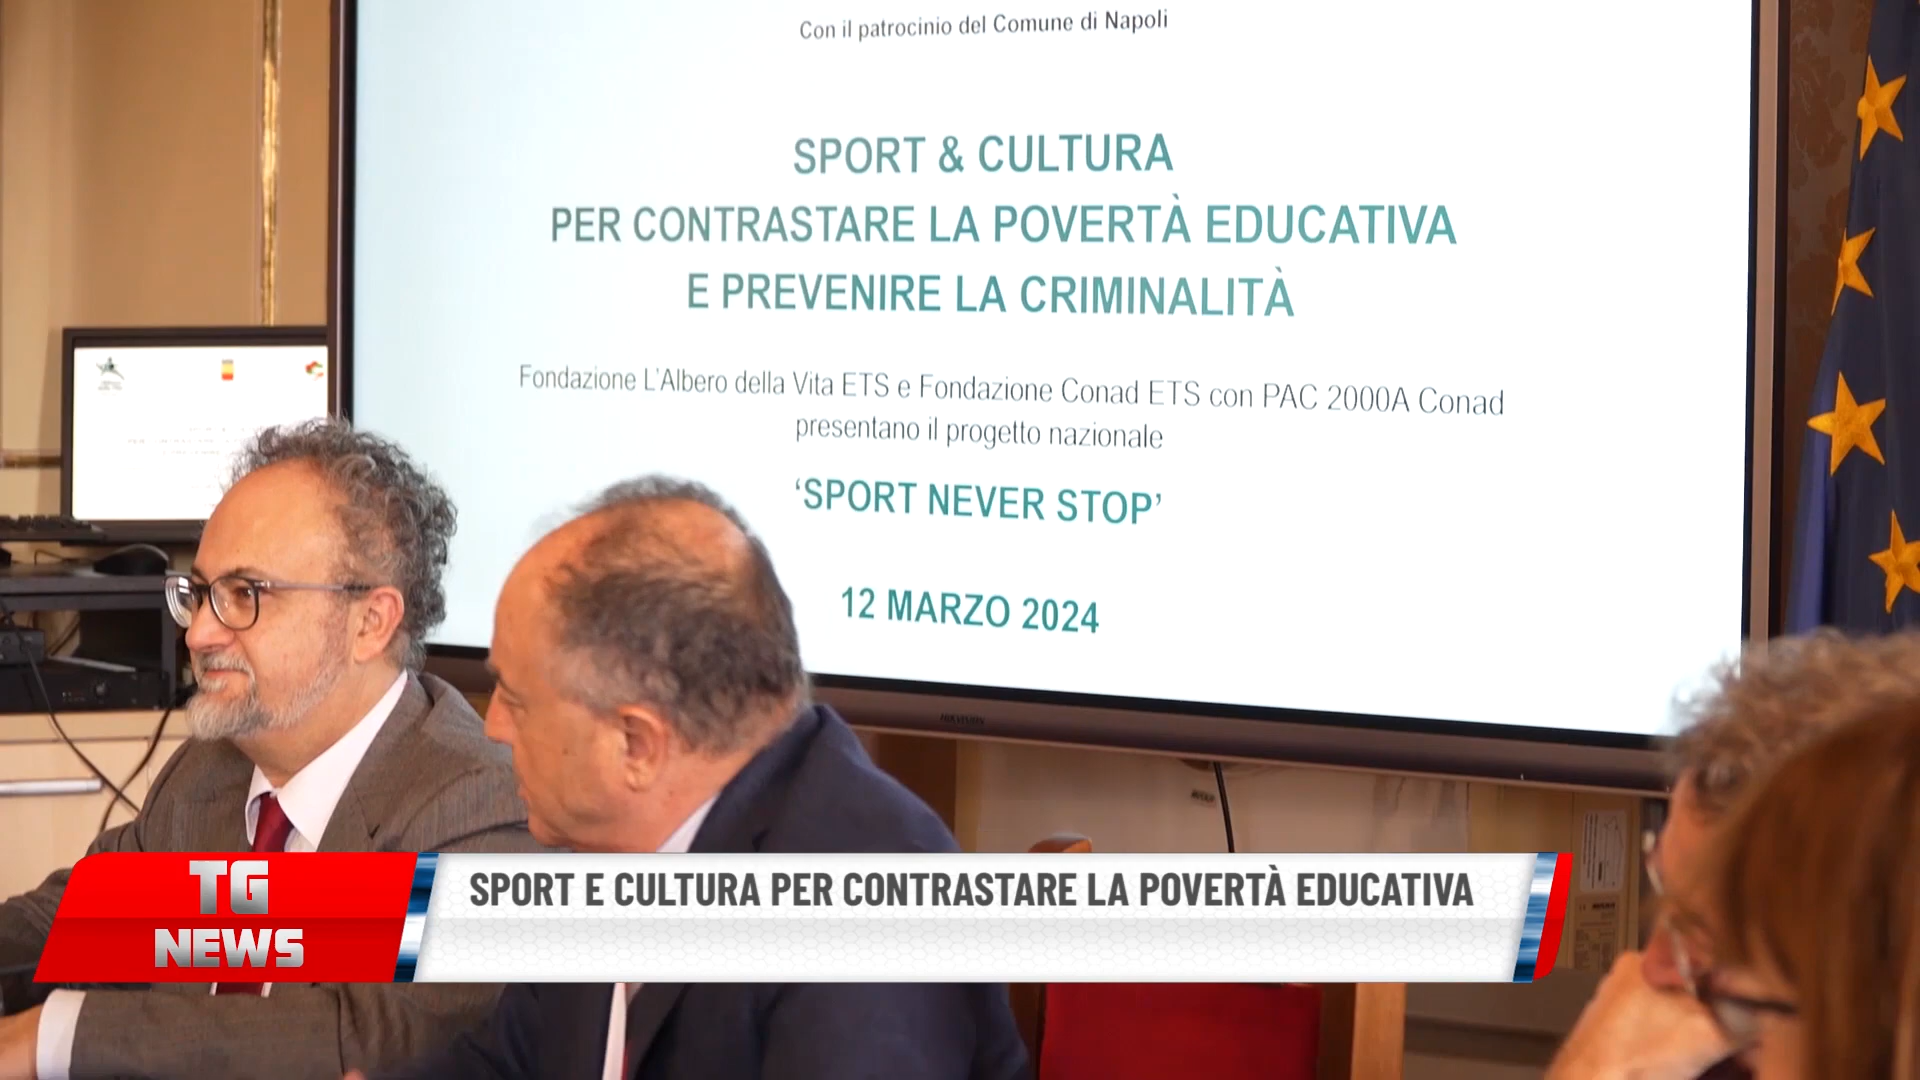 Con il patrocinio del Comune di Napoli
SPORT & CULTURA
PER CONTRASTARE LA POVERTÀ EDUCATIVA
E PREVENIRE LA CRIMINALITÀ
Fondazione L'Albero della Vita ETS e Fondazione Conad ETS con PAC 2000A Conad
presentano il progetto nazionale
‘SPORT NEVER STOP’
12 MARZO 2024
HIKVISION
TG
NEWS
SPORT E CULTURA PER CONTRASTARE LA POVERTÀ EDUCATIVA